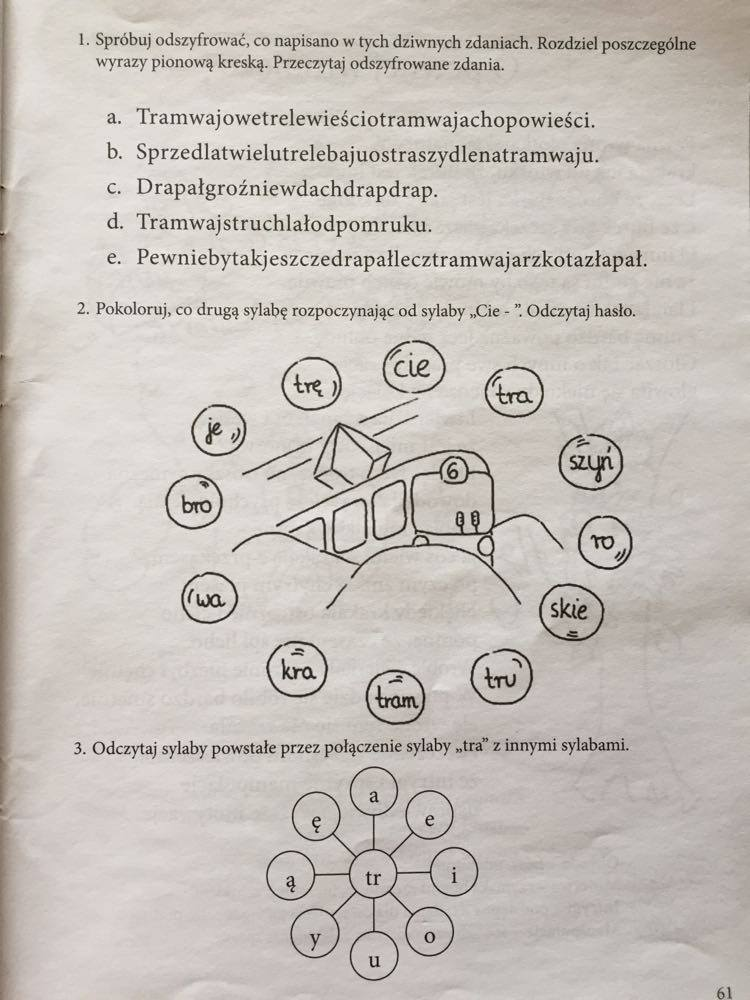 1. Spróbuj odszyfrować, co napisano w tych dziwnych zdaniach. Rozdziel poszczególne
wyrazy pionową kreską. Przeczytaj odszyfrowane zdania.
a. Tramwajowetrelewieściotramwajachopowieści.
b. Sprzedlatwielutrelebajuostraszydlenatramwaju.
c. Drapałgroźniewdachdrapdrap.
d. Tramwajstruchlałodpomruku.
e. Pewniebytakjeszczedrapałlecztramwajarzkotazłapał.
2. Pokoloruj, co drugą sylabę rozpoczynając od sylaby „Cie - ”. Odczytaj hasło.
cie
trę
tra
je
szyń
6
bro
ro
wa
skie
kra
tru
tram
3. Odczytaj sylaby powstałe przez połączenie sylaby „tra” z innymi sylabami.
a
ę
e
ą
tr
i
y
o
u
61